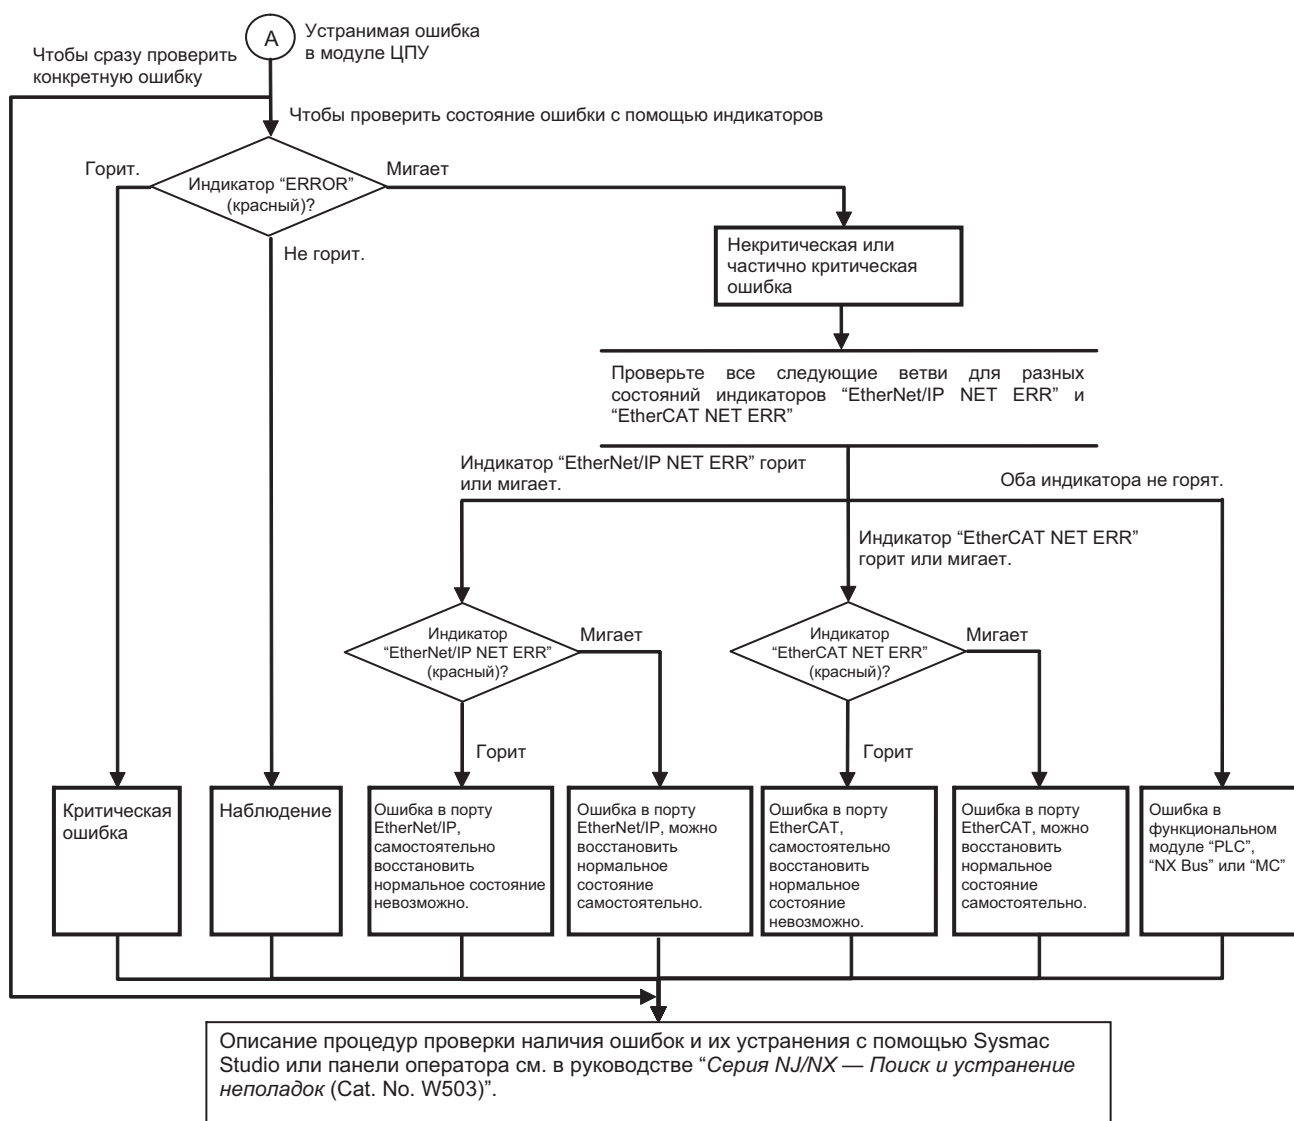 A
Устранимая ошибка
в модуле ЦПУ
Чтобы сразу проверить
конкретную ошибку
Чтобы проверить состояние ошибки с помощью индикаторов
Горит.
Мигает
Индикатор “ERROR”
(красный)?
Не горит.
Некритическая или
частично критическая
ошибка
Проверьте все следующие ветви для разных
состояний индикаторов “EtherNet/IP NET ERR” и
“EtherCAT NET ERR”
Индикатор “EtherNet/IP NET ERR” горит
или мигает.
Оба индикатора не горят.
Индикатор “EtherCAT NET ERR”
горит или мигает.
Индикатор
“EtherNet/IP NET ERR”
(красный)?
Мигает
Индикатор
“EtherCAT NET ERR”
(красный)?
Мигает
Горит
Горит
Критическая
ошибка
Наблюдение
Ошибка в порту
EtherNet/IP,
самостоятельно
восстановить
нормальное состояние
невозможно.
Ошибка в порту
EtherNet/IP, можно
восстановить
нормальное
состояние
самостоятельно.
Ошибка в порту
EtherCAT,
самостоятельно
восстановить
нормальное
состояние
невозможно.
Ошибка в порту
EtherCAT, можно
восстановить
нормальное
состояние
самостоятельно.
Ошибка в
функциональном
модуле “PLC”,
“NX Bus” или “MC”
Описание процедур проверки наличия ошибок и их устранения с помощью Sysmac
Studio или панели оператора см. в руководстве “Серия NJ/NX — Поиск и устранение
неполадок (Cat. No. W503)”.